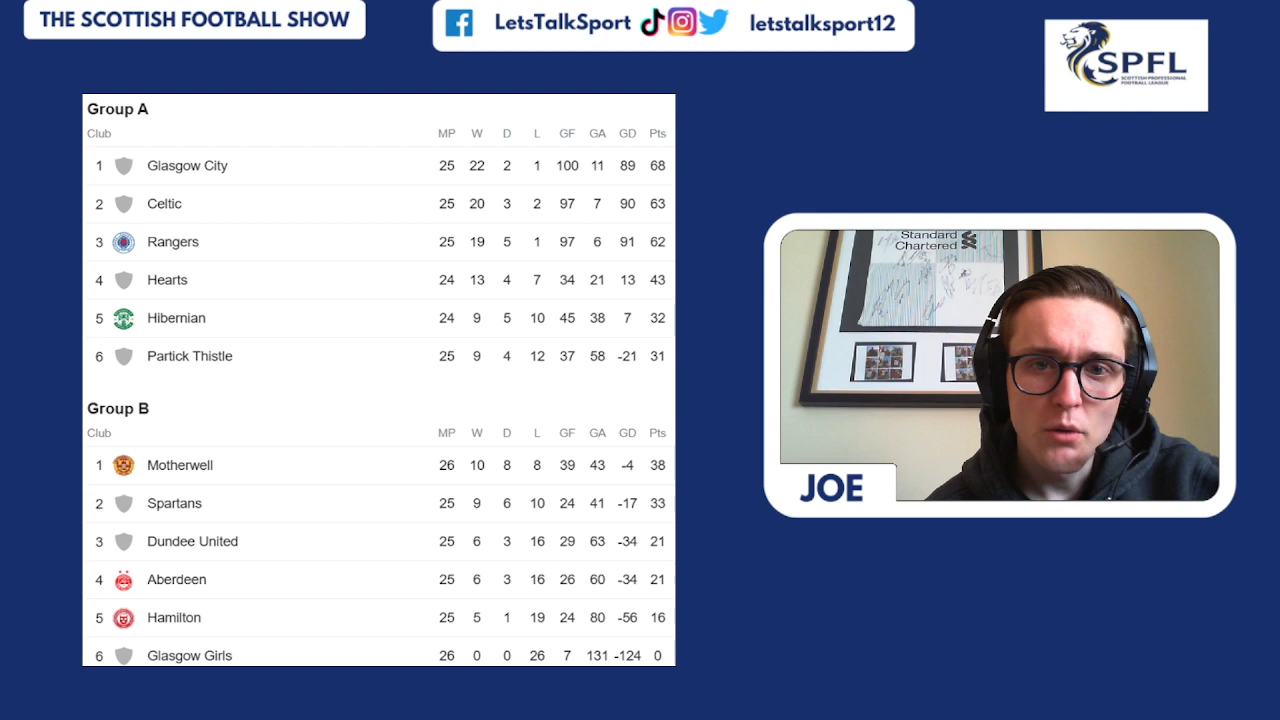 THE SCOTTISH FOOTBALL SHOW
LetsTalkSport letstalksport12
SPFL
SCOTTISH PROFESSIONAL
FOOTBALL LEAGUE
Group A
Club MP W D L GF GA GD Pts
1 Glasgow City 25 22 2 1 100 11 89 68
2 Celtic 25 20 3 2 97 7 90 63
3 Rangers 25 19 5 1 97 6 91 62
4 Hearts 24 13 4 7 34 21 13 43
5 Hibernian 24 9 5 10 45 38 7 32
6 Partick Thistle 25 9 4 12 37 58 -21 31
Group B
Club MP W D L GF GA GD Pts
1 Motherwell 26 10 8 8 39 43 -4 38
2 Spartans 25 9 6 10 24 41 -17 33
3 Dundee United 25 6 3 16 29 63 -34 21
4 Aberdeen 25 6 3 16 26 60 -34 21
5 Hamilton 25 5 1 19 24 80 -56 16
6 Glasgow Girls 26 0 0 26 7 131 -124 0
Standard
Chartered
JOE